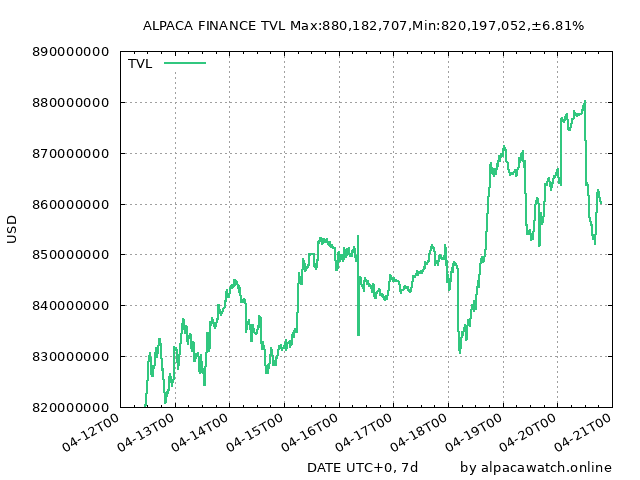 ALPACA FINANCE TVL Max:880,182,707,Min:820,197,052,±6.81%
TVL
890000000
880000000
870000000
860000000
850000000
840000000
830000000
820000000
USD
04-12T00
04-13T00
04-14T00
04-15T00
04-16T00
04-17T00
04-18T00
04-19T00
04-20T00
04-21T00
DATE UTC+0, 7d
by alpacawatch.online